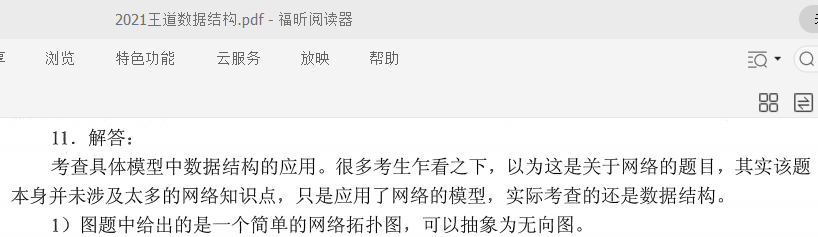 2021王道数据结构.pdf - 福昕阅读器
浏览 特色功能 云服务 放映 帮助
11．解答：
考查具体模型中数据结构的应用。很多考生乍看之下，以为这是关于网络的题目，其实该题
本身并未涉及太多的网络知识点，只是应用了网络的模型，实际考查的还是数据结构。
1）图题中给出的是一个简单的网络拓扑图，可以抽象为无向图。